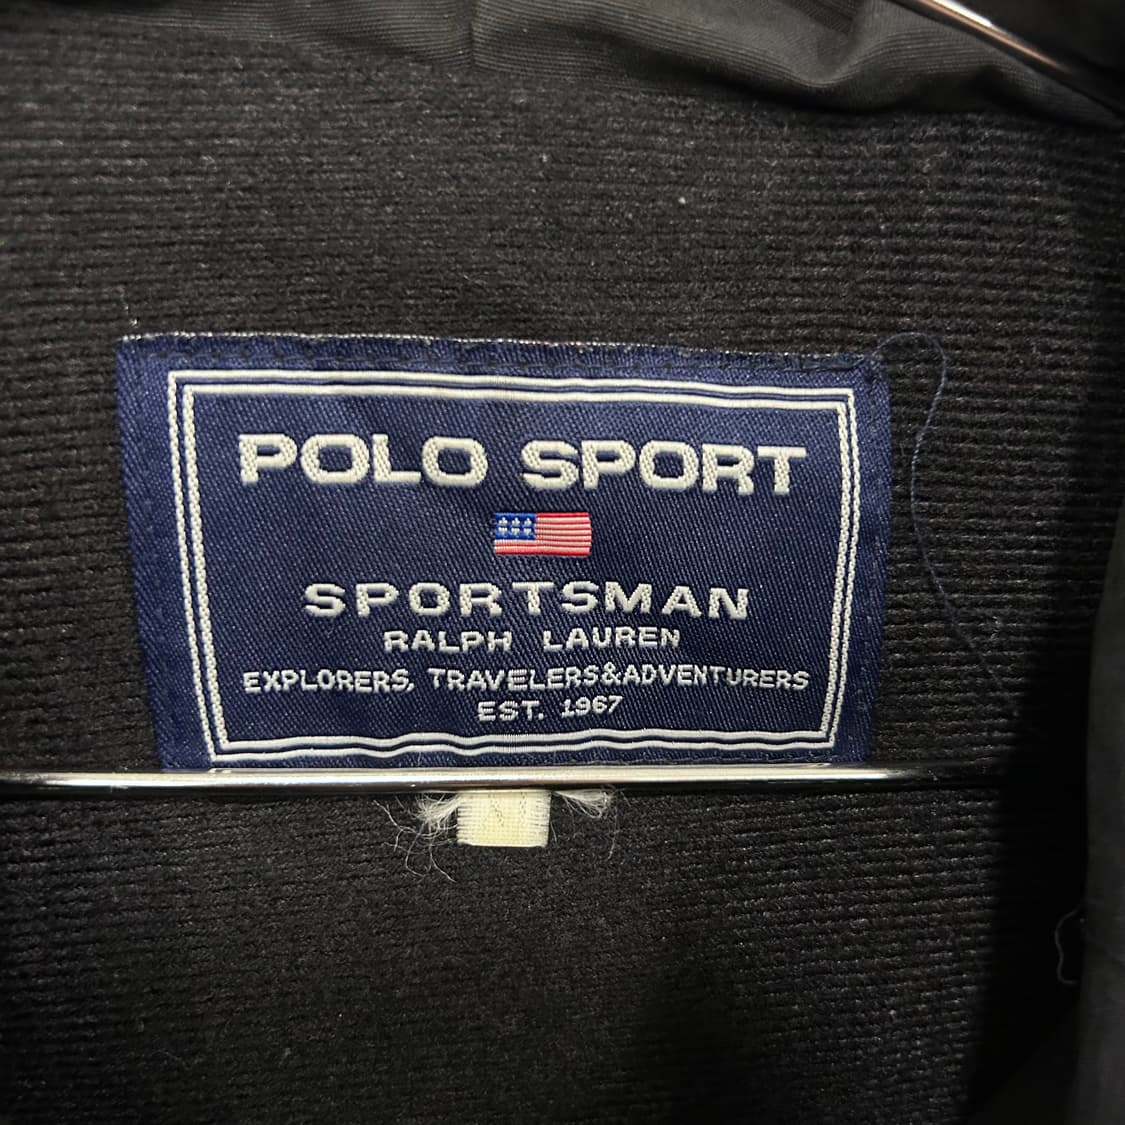 POLO SPORT
SPORTSMAN
RALPH LAUREN
EXPLORERS, TRAVELERS&ADVENTURERS
EST. 1967